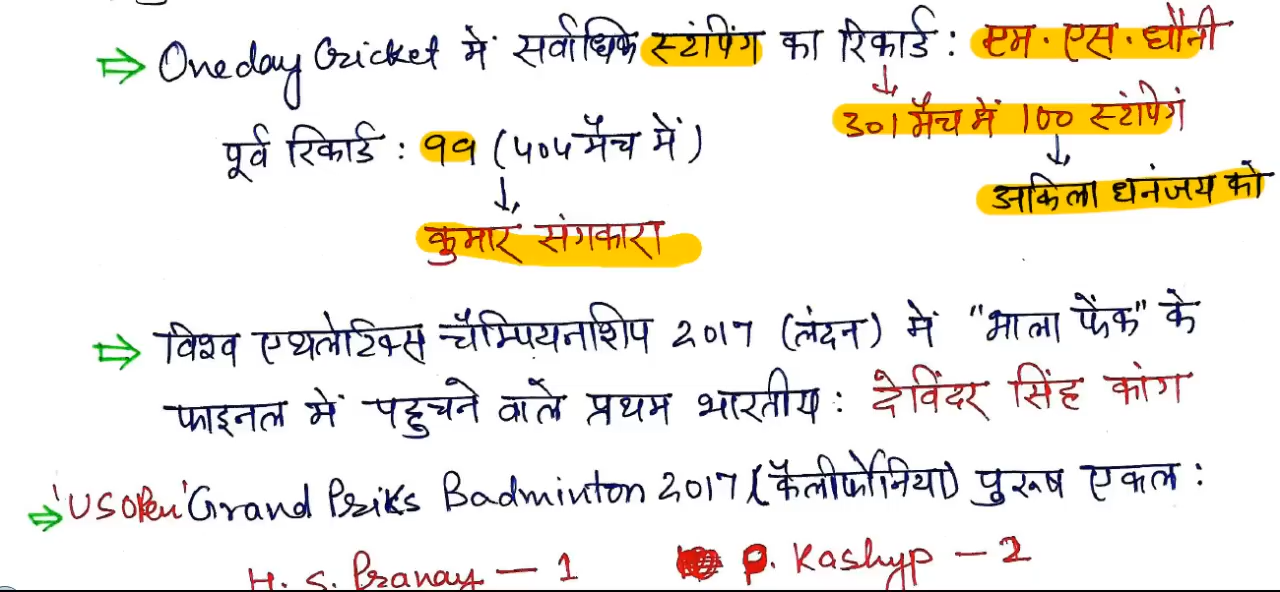 ⇒ Oneday Cricket में सर्वाधिक स्टंपिंग का रिकार्ड : एम. एस. धौनी
↓
301 मैच में 100 स्टंपिंग
पूर्व रिकार्ड : 99 (404 मैच में)
↓
अकिला धनंजय को
↓
कुमार संगकारा
⇒ विश्व एथलेटिक्स चैम्पियनशिप 2017 (लंदन) में "भाला फेंक" के
फाइनल में पहुचने वाले प्रथम भारतीय : देविंदर सिंह कांग
⇒ 'US Open' Grand Priks Badminton 2017 (कैलीफोर्निया) पुरूष एकल :
H. S. Pranay — 1 P. Kashyp — 2